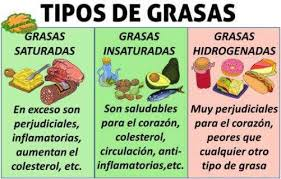 TIPOS DE GRASAS
GRASAS
SATURADAS
En exceso son
perjudiciales,
inflamatorias,
aumentan el
colesterol, etc.
GRASAS
INSATURADAS
Son saludables
para el corazón,
colesterol,
circulación, anti-
inflamatorias,etc.
GRASAS
HIDROGENADAS
Muy perjudiciales
para el corazón,
peores que
cualquier otro
tipo de grasa